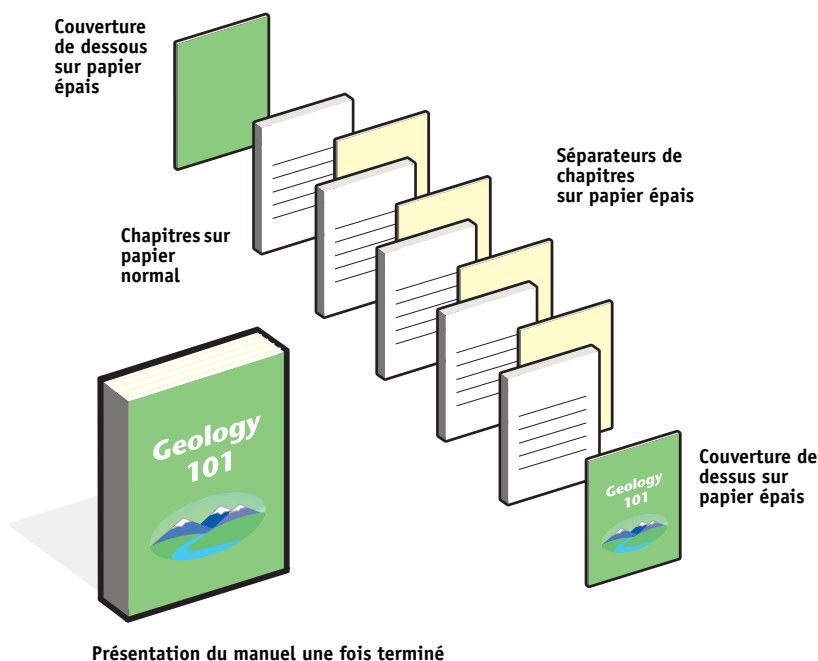 Couverture
de dessous
sur papier
épais
Séparateurs de
chapitres
sur papier épais
Chapitres sur
papier
normal
Geology
101
Couverture de
dessus sur
papier épais
Geology
101
Présentation du manuel une fois terminé